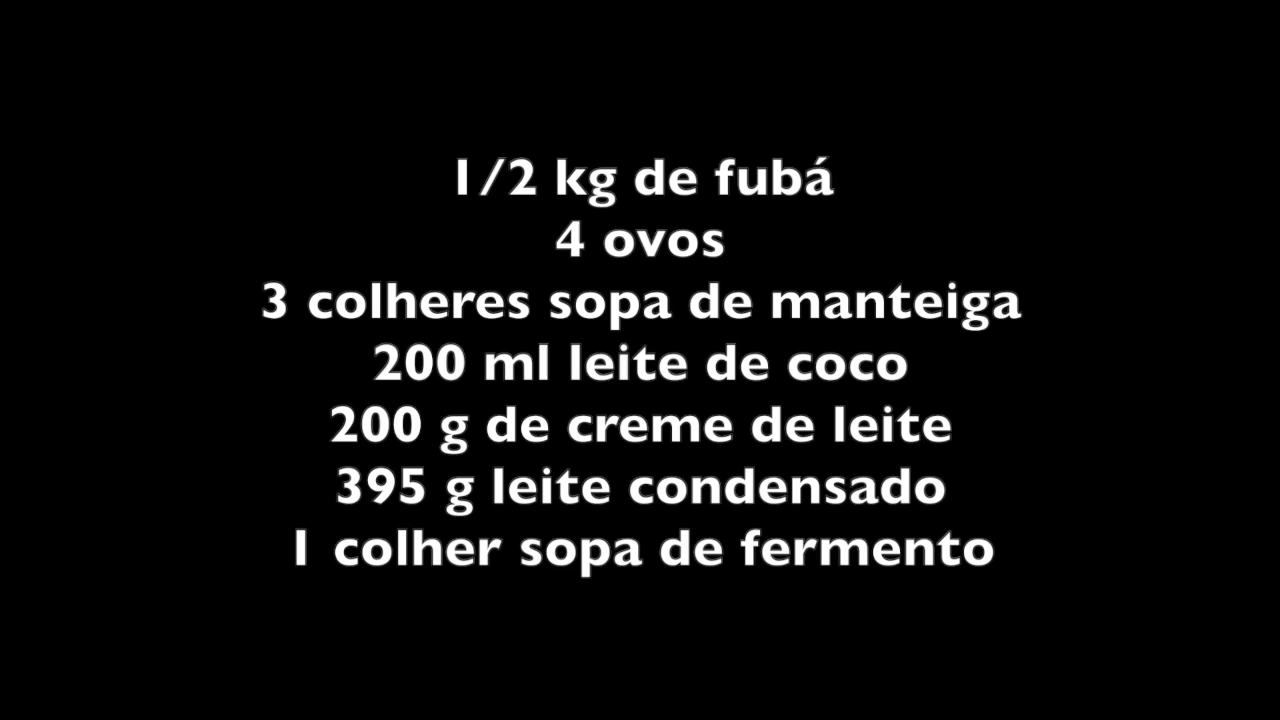 1/2 kg de fubá
4 ovos
3 colheres sopa de manteiga
200 ml leite de coco
200 g de creme de leite
395 g leite condensado
1 colher sopa de fermento